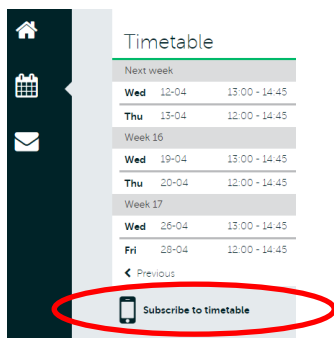 Timetable
Next week
Wed 12-04 13:00 - 14:45
Thu 13-04 12:00 - 14:45
Week 16
Wed 19-04 13:00 - 14:45
Thu 20-04 12:00 - 14:45
Week 17
Wed 26-04 13:00 - 14:45
Fri 28-04 12:00 - 14:45
Previous
Subscribe to timetable